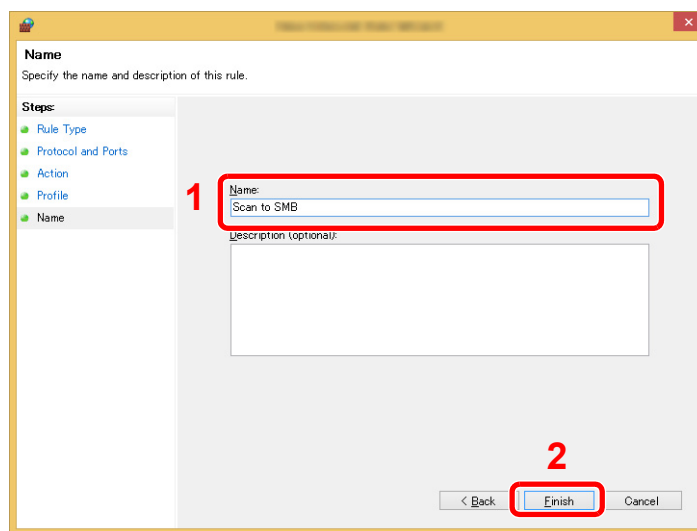 Name
Specify the name and description of this rule.
Steps:
Rule Type
Protocol and Ports
Action
Profile
Name
1
Name:
Scan to SMB
Description (optional):
2
< Back
Finish
Cancel